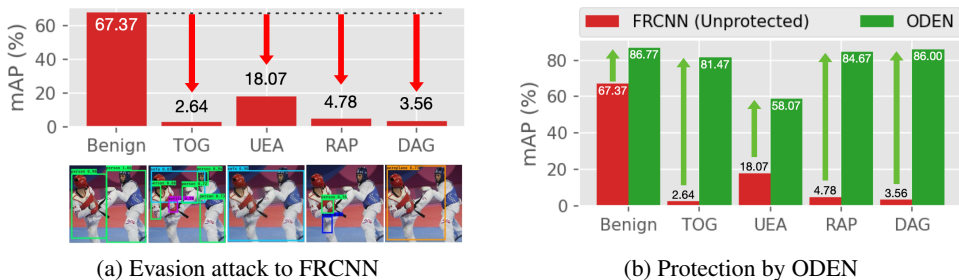 mAP (%)
60
40
20
0
67.37
2.64
18.07
4.78
3.56
Benign
TOG
UEA
RAP
DAG
(a) Evasion attack to FRCNN
FRCNN (Unprotected)
ODEN
mAP (%)
80
60
40
20
0
67.37
86.77
2.64
81.47
18.07
58.07
4.78
84.67
3.56
86.00
Benign
TOG
UEA
RAP
DAG
(b) Protection by ODEN